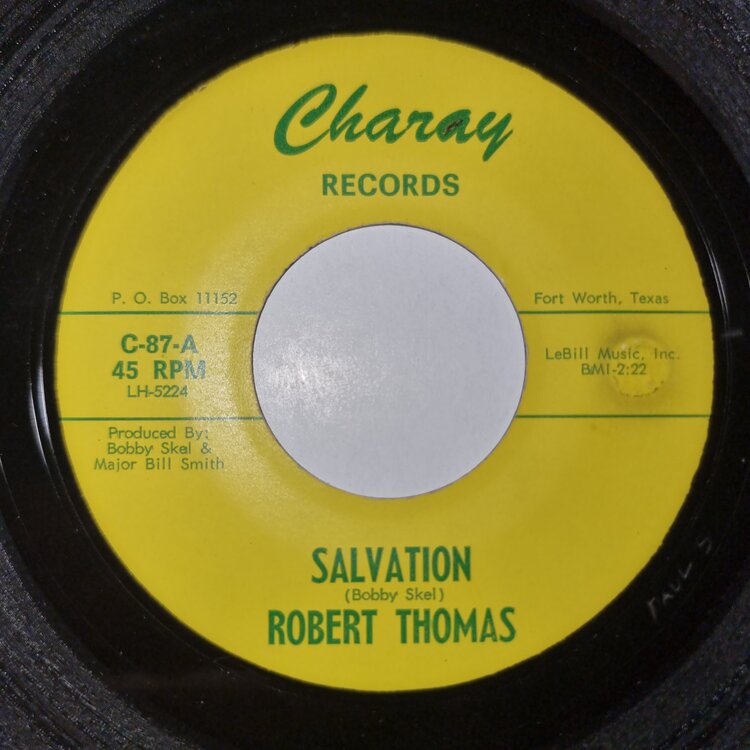 Charay
RECORDS
P. O. Box 11152
Fort Worth, Texas
C-87-A
45 RPM
LH-5224
LeBill Music, Inc.
BMI-2:22
Produced By:
Bobby Skel &
Major Bill Smith
SALVATION
(Bobby Skel)
ROBERT THOMAS